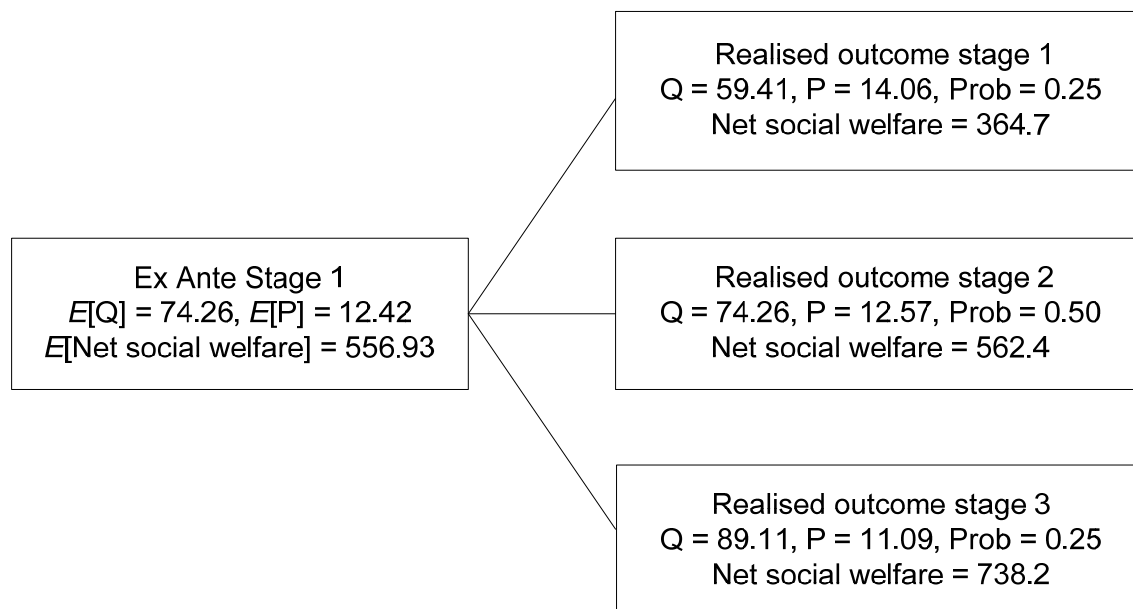 Realised outcome stage 1
Q = 59.41, P = 14.06, Prob = 0.25
Net social welfare = 364.7
Ex Ante Stage 1
E[Q] = 74.26, E[P] = 12.42
E[Net social welfare] = 556.93
Realised outcome stage 2
Q = 74.26, P = 12.57, Prob = 0.50
Net social welfare = 562.4
Realised outcome stage 3
Q = 89.11, P = 11.09, Prob = 0.25
Net social welfare = 738.2